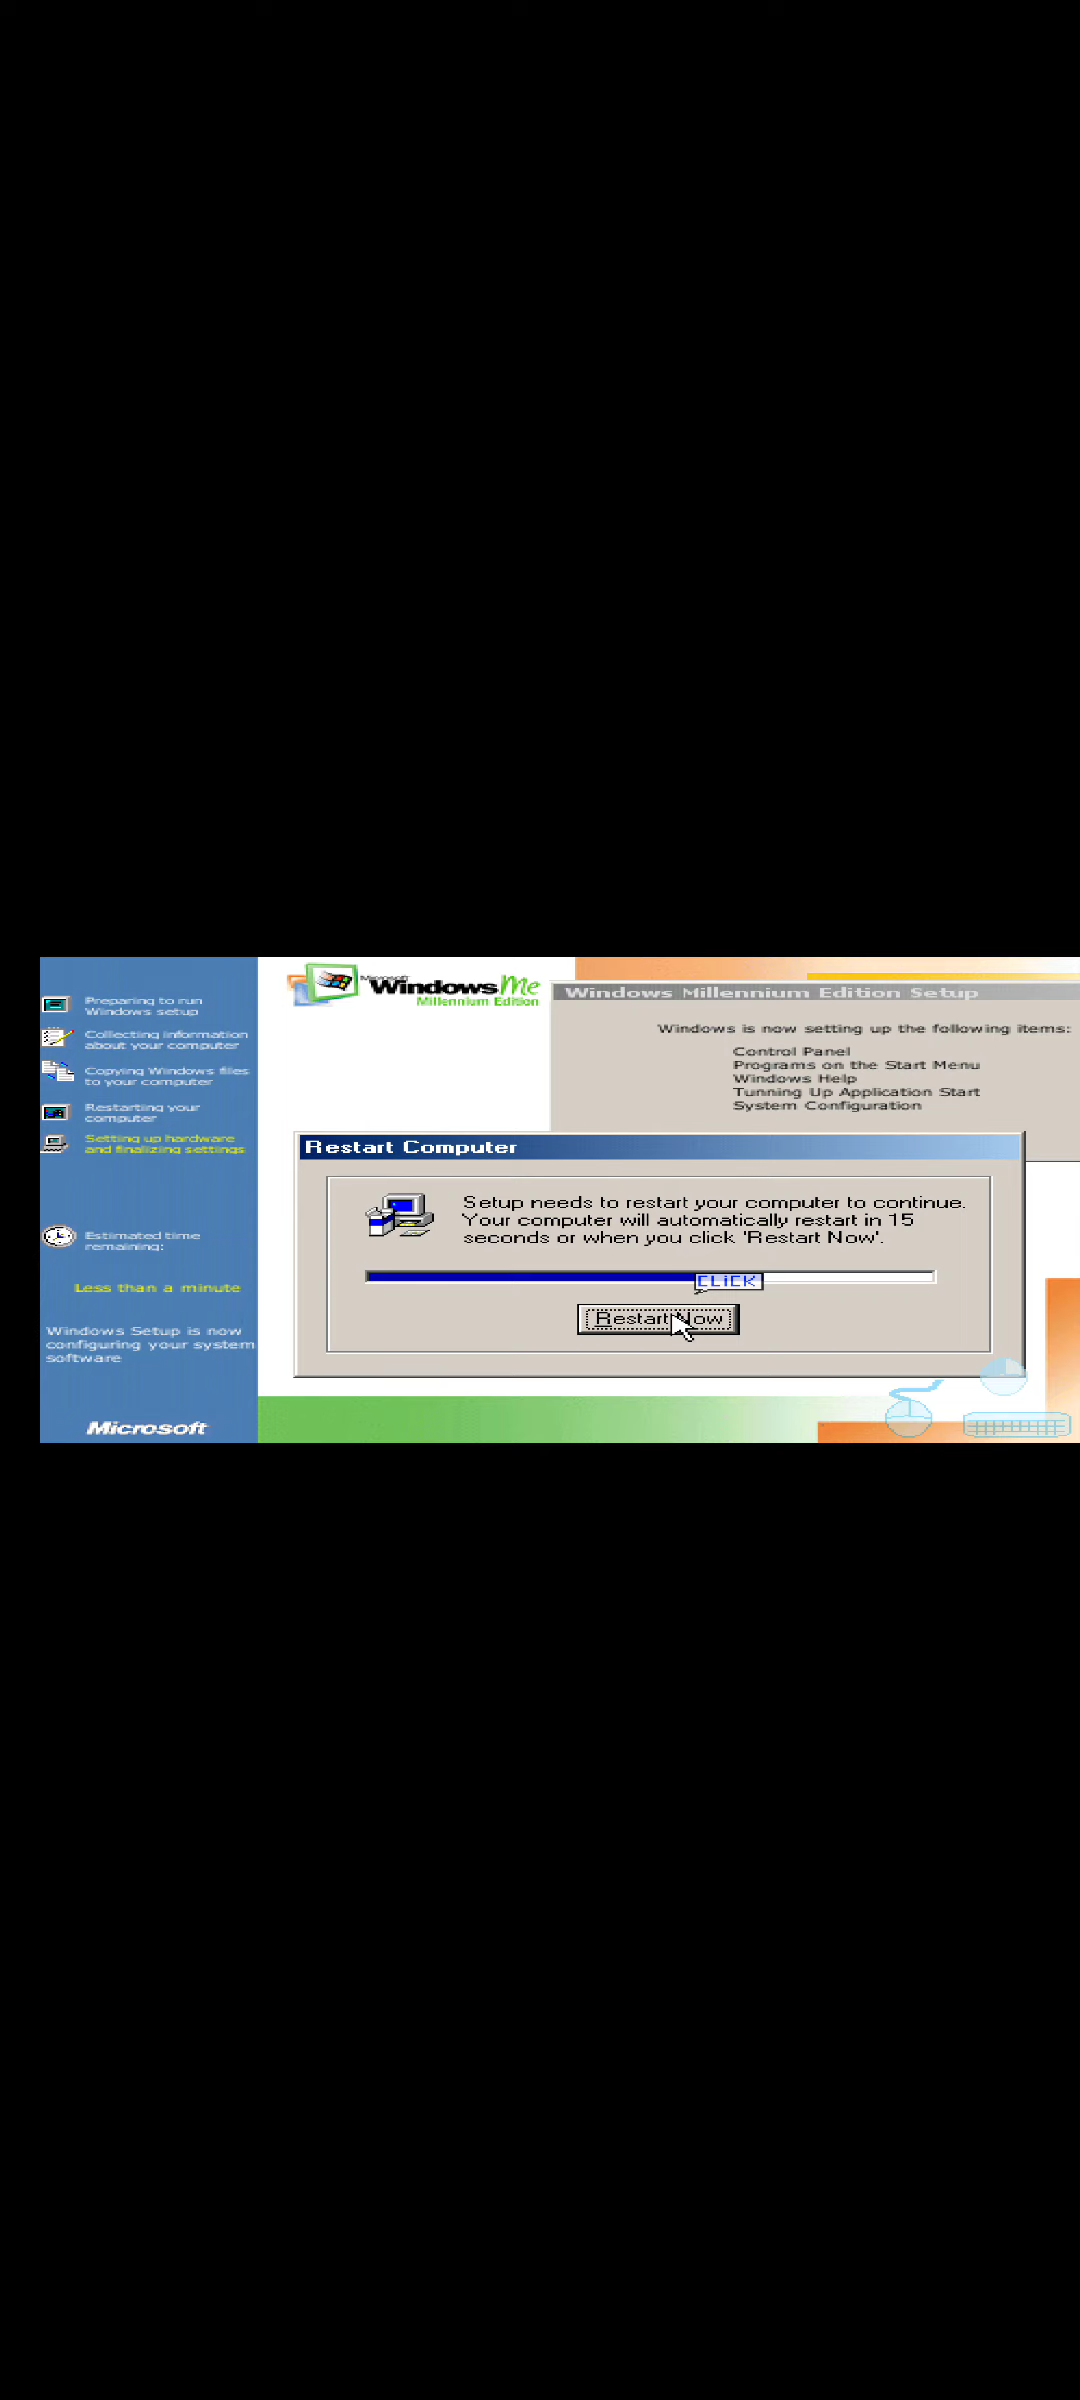 Preparing to run
Windows setup
Collecting information
about your computer
Copying Windows files
to your computer
Restarting your
computer
Setting up hardware
and finalizing settings
Estimated time
remaining:
Less than a minute
Windows Setup is now
configuring your system
software
Microsoft
Microsoft
Windows Me
Millennium Edition
Windows Millennium Edition Setup
Windows is now setting up the following items:
Control Panel
Programs on the Start Menu
Windows Help
Tunning Up Application Start
System Configuration
Restart Computer
Setup needs to restart your computer to continue.
Your computer will automatically restart in 15
seconds or when you click 'Restart Now'.
CLiCK
Restart Now